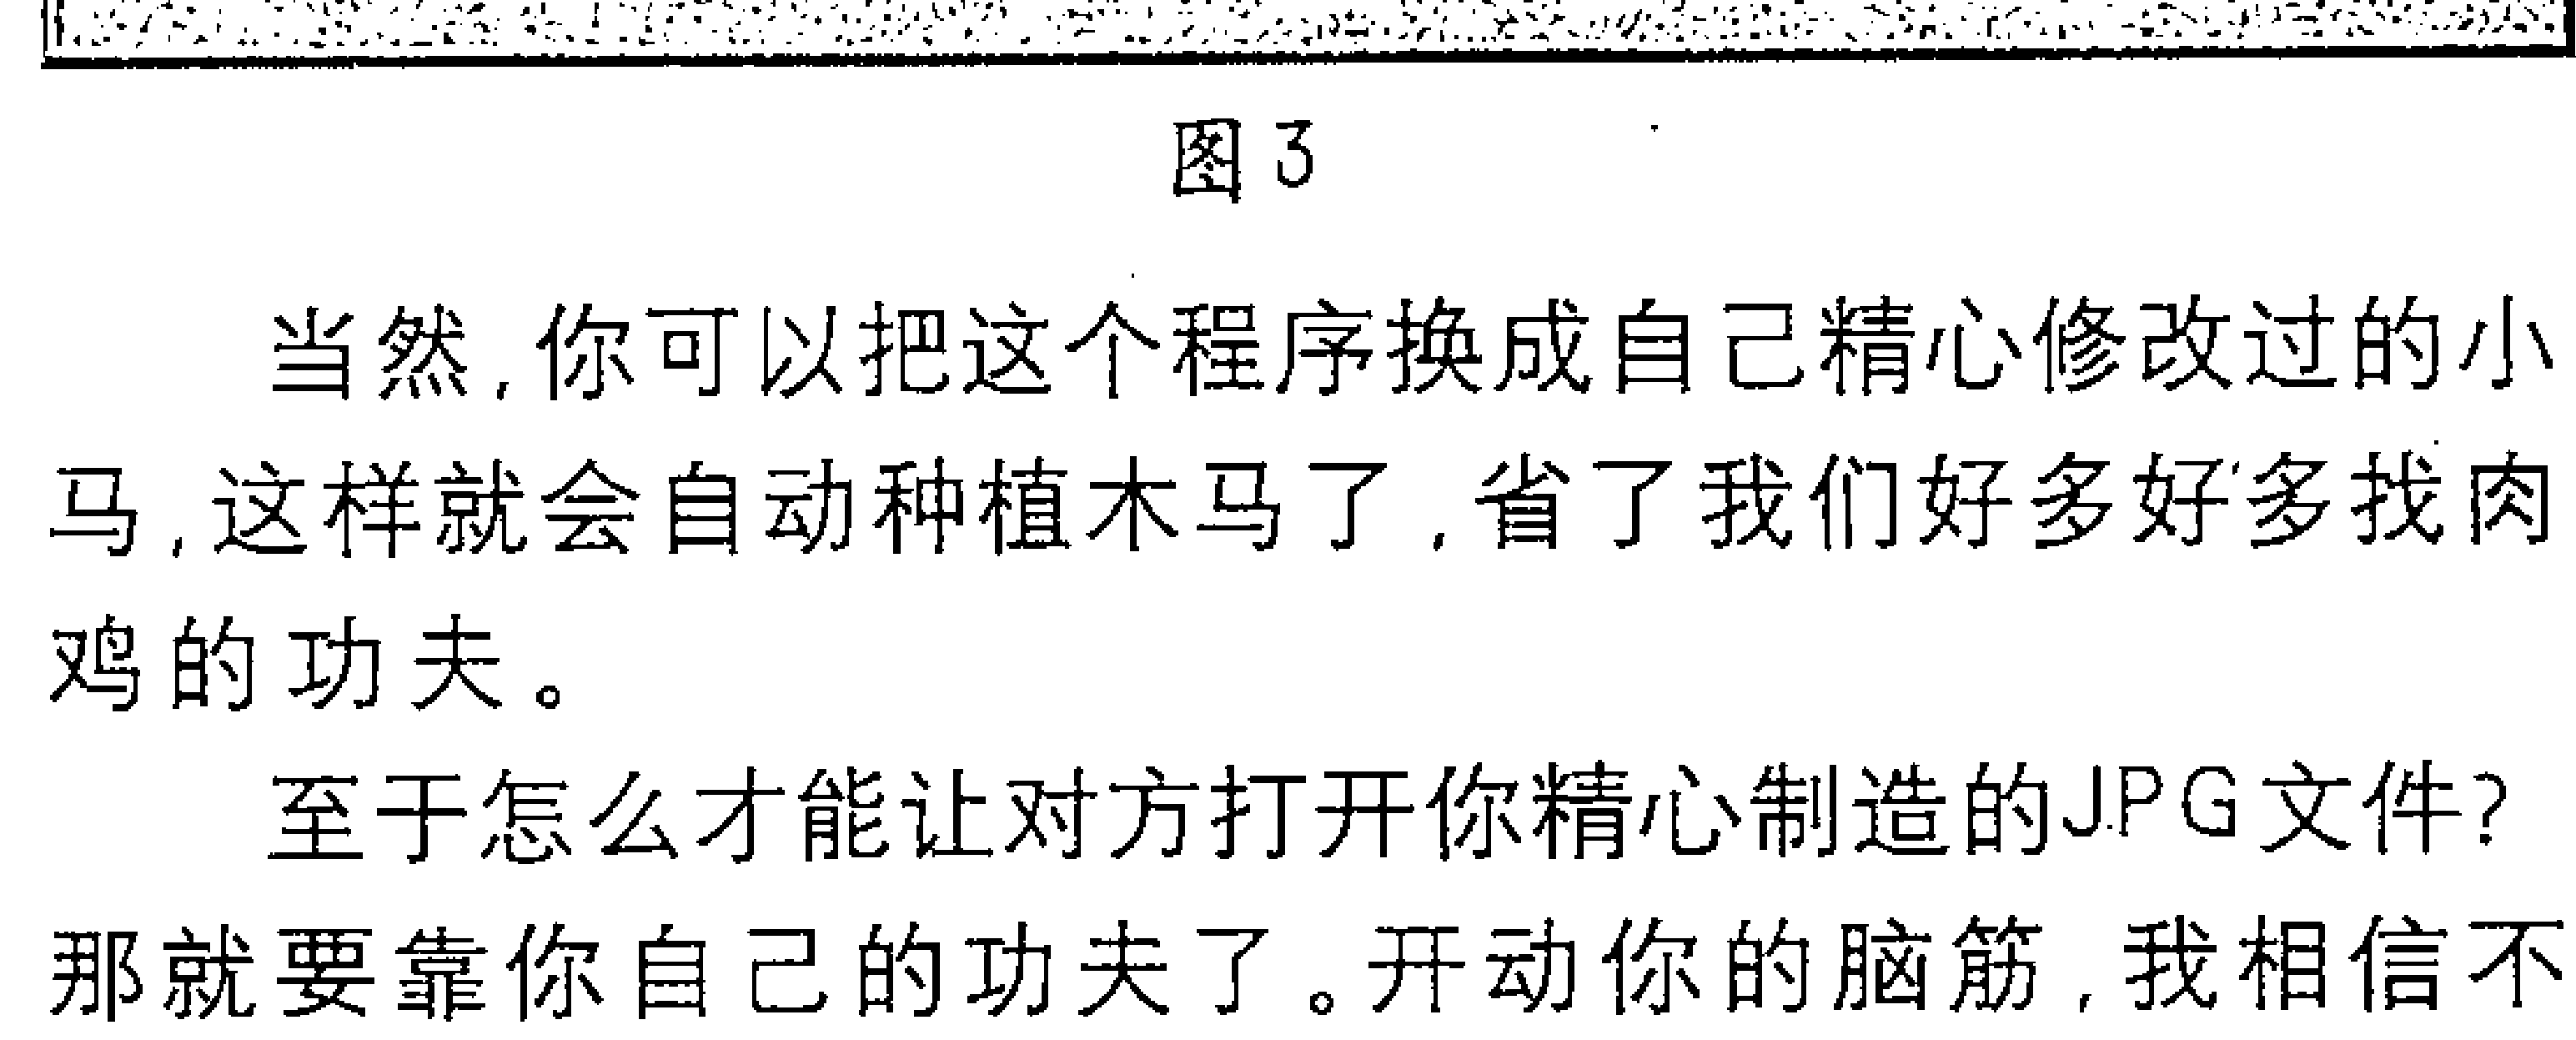 图3
当然,你可以把这个程序换成自己精心修改过的小
马,这样就会自动种植木马了,省了我们好多好多找肉
鸡的功夫。
至于怎么才能让对方打开你精心制造的JPG文件?
那就要靠你自己的功夫了。开动你的脑筋,我相信不